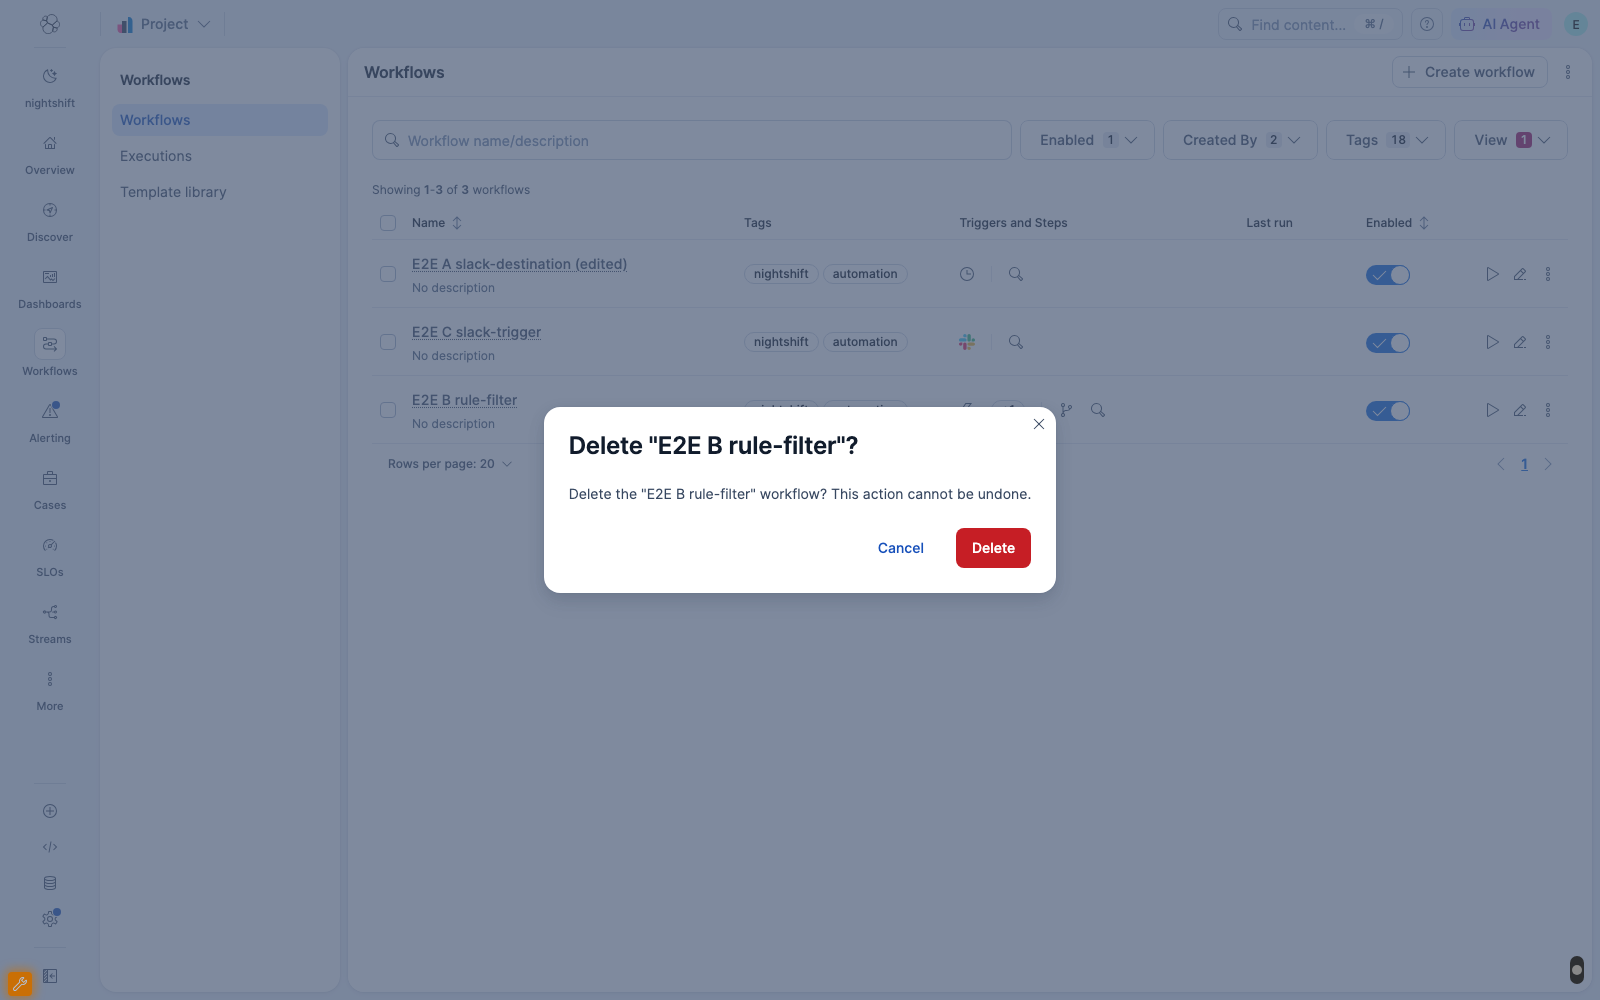 Project
Find content...
⌘ /
AI Agent
E
nightshift
Overview
Discover
Dashboards
Workflows
Alerting
Cases
SLOs
Streams
More
Workflows
Workflows
Executions
Template library
Workflows
Create workflow
Workflow name/description
Enabled 1
Created By 2
Tags 18
View 1
Showing 1-3 of 3 workflows
Name
Tags
Triggers and Steps
Last run
Enabled
E2E A slack-destination (edited)
No description
nightshift
automation
E2E C slack-trigger
No description
nightshift
automation
E2E B rule-filter
No description
Rows per page: 20
1
Delete "E2E B rule-filter"?
Delete the "E2E B rule-filter" workflow? This action cannot be undone.
Cancel
Delete